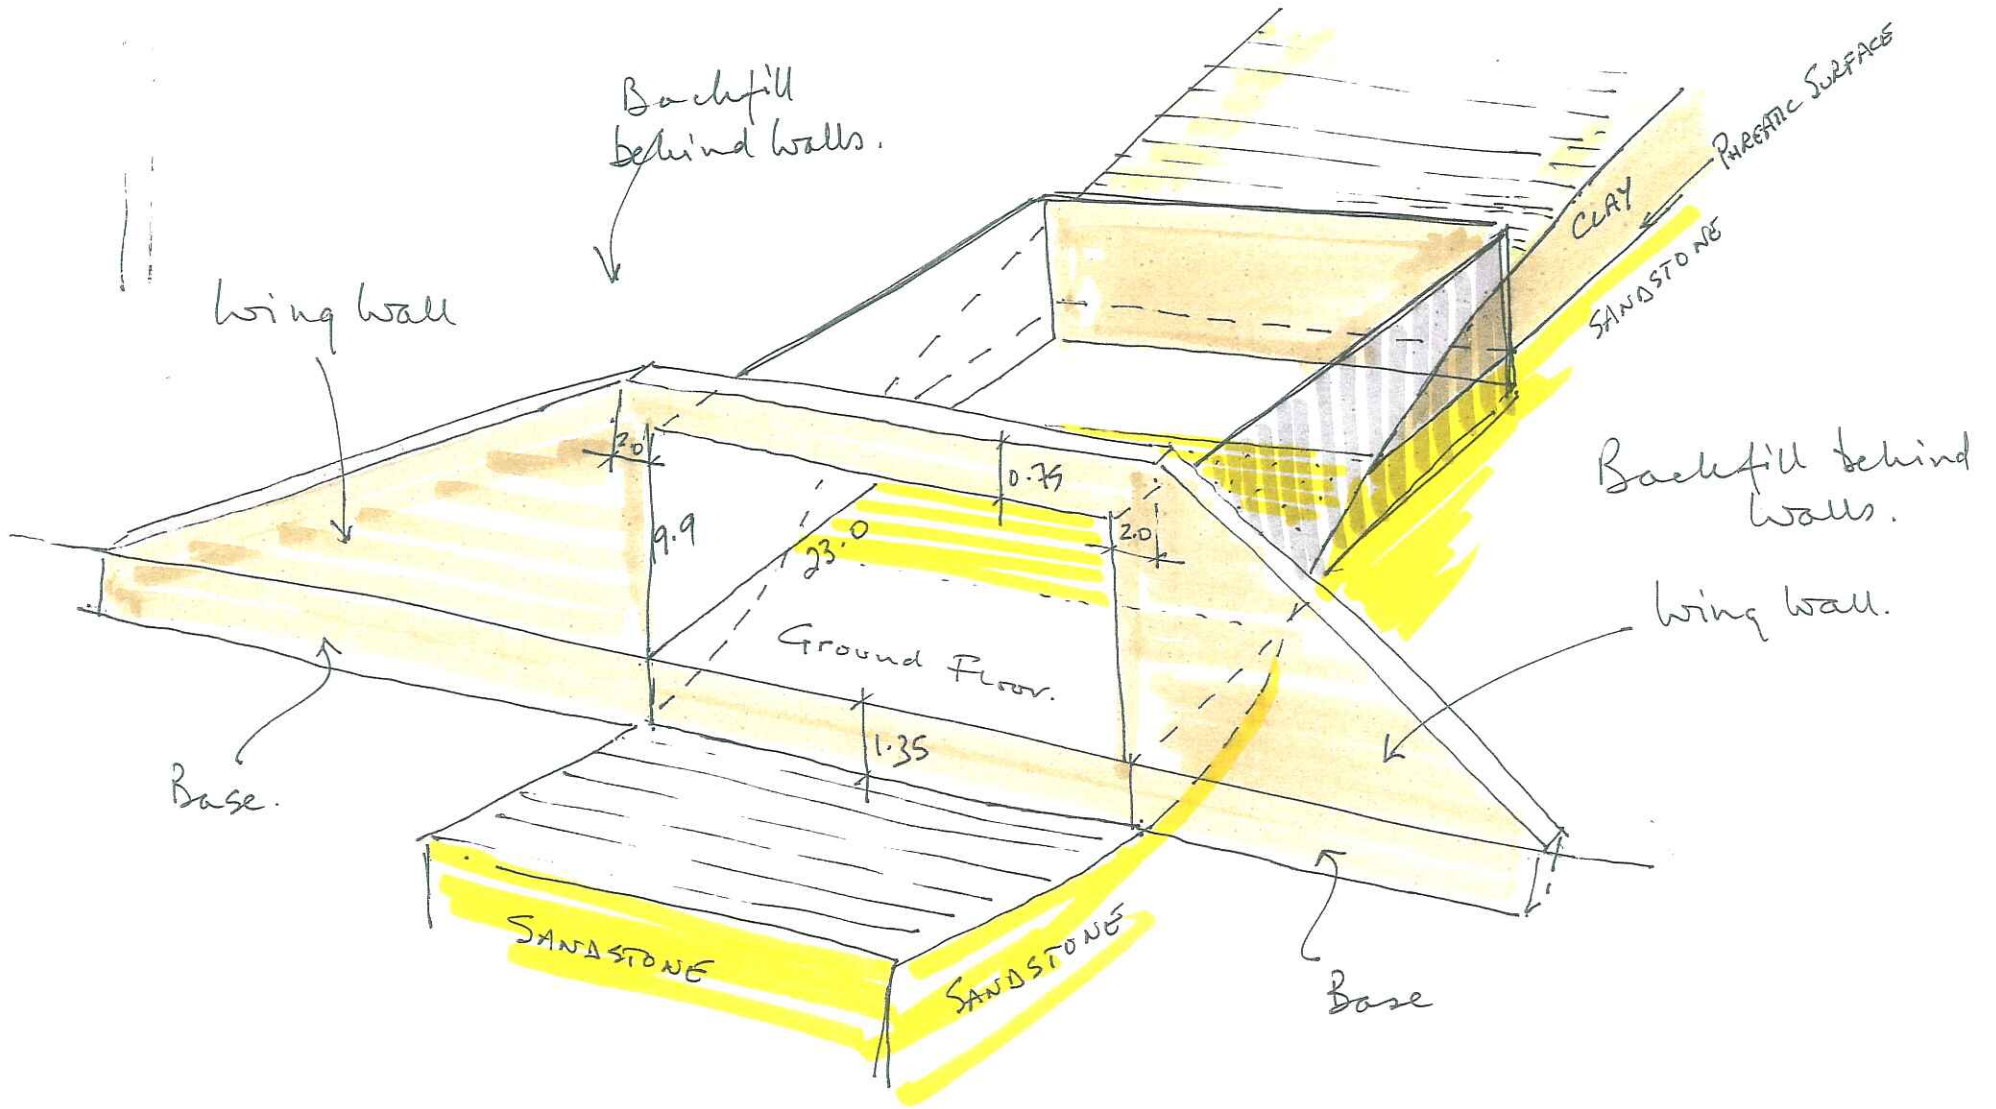 Backfill
behind walls.
PHREATIC SURFACE
CLAY
SANDSTONE
Wing Wall
2.0
0.75
9.9
23.0
2.0
Backfill behind
walls.
Ground Floor.
Wing Wall.
1.35
Base.
SANDSTONE
SANDSTONE
Base